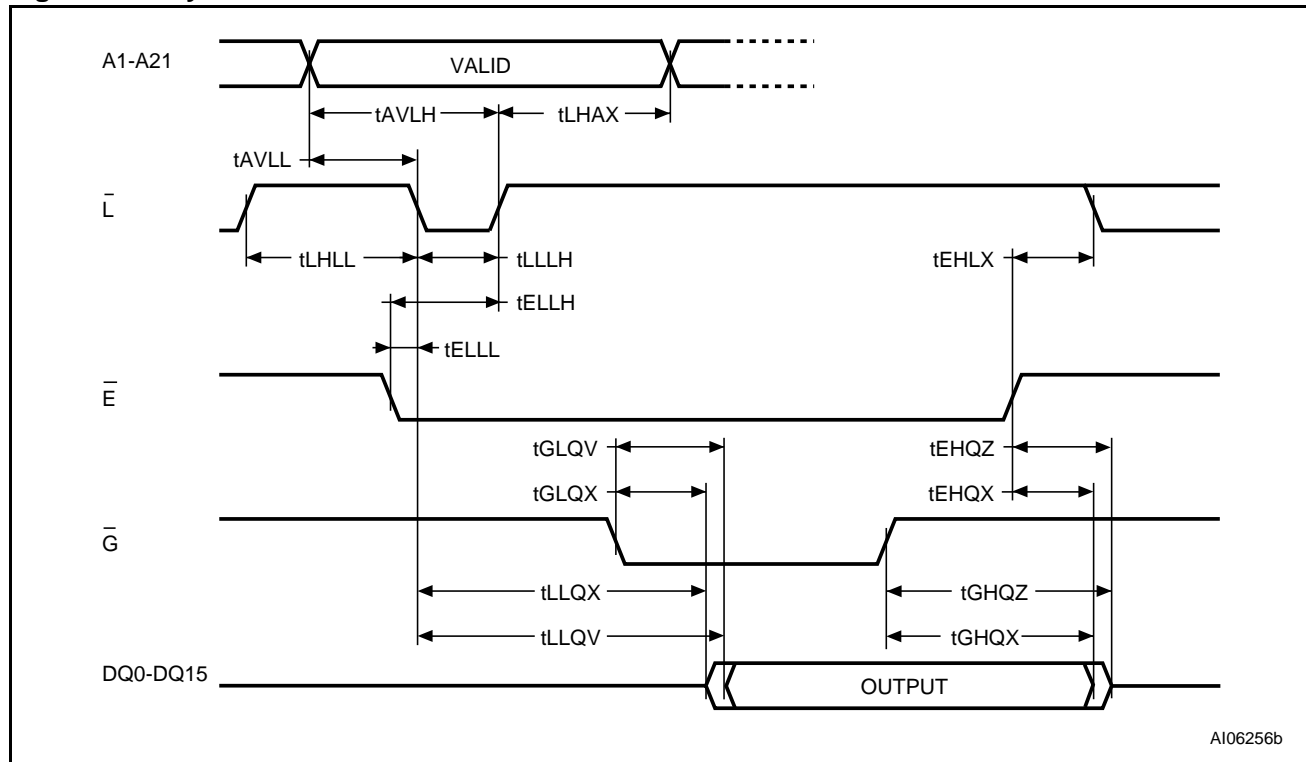 A1-A21
VALID
tAVLH
tLHAX
tAVLL
L̅
tLHLL
tLLLH
tEHLX
tELLH
tELLL
E̅
tGLQV
tEHQZ
tGLQX
tEHQX
G̅
tLLQX
tGHQZ
tLLQV
tGHQX
DQ0-DQ15
OUTPUT
AI06256b